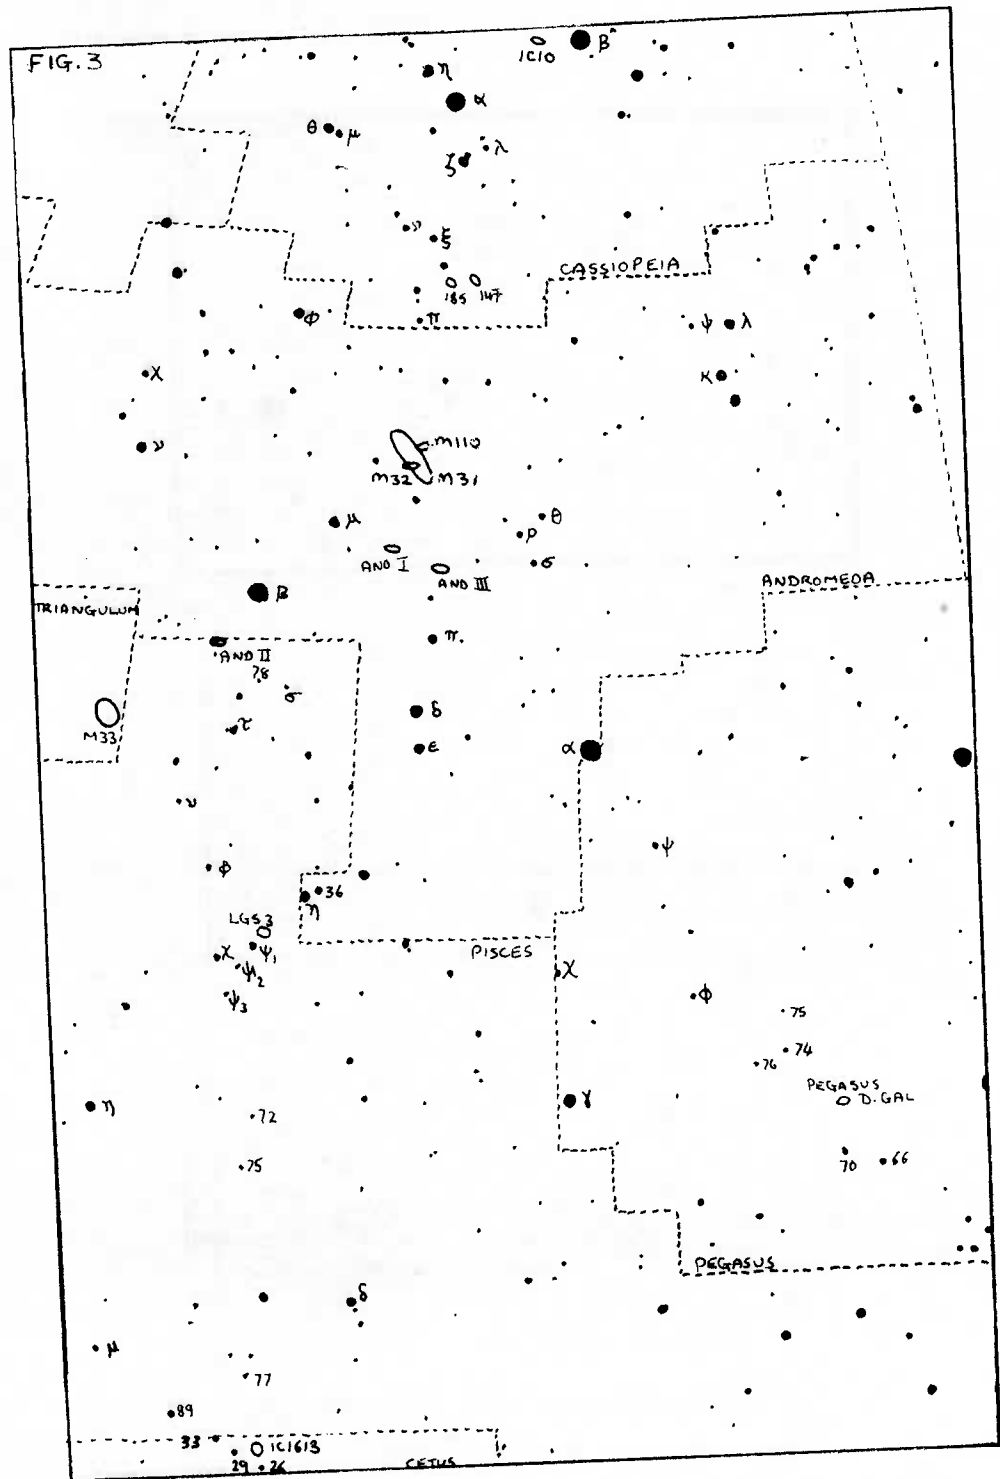 FIG. 3
IC10 β
η
α
θ μ
λ
ζ
ν
ξ
CASSIOPEIA
185 147
φ
π
ψ λ
χ
κ
ν
M110
M32 M31
μ
θ
ρ
σ
AND I
AND III
ANDROMEDA
β
TRIANGULUM
π
AND II
78
σ
δ
M33
τ
ε
α
ν
ψ
φ
36
η
LGS3
χ ψ1
PISCES
ψ2
χ
ψ3
φ
75
74
76
PEGASUS
D. GAL
η
γ
72
70 66
75
PEGASUS
δ
μ
77
89
33 IC1613
29 26 CETUS